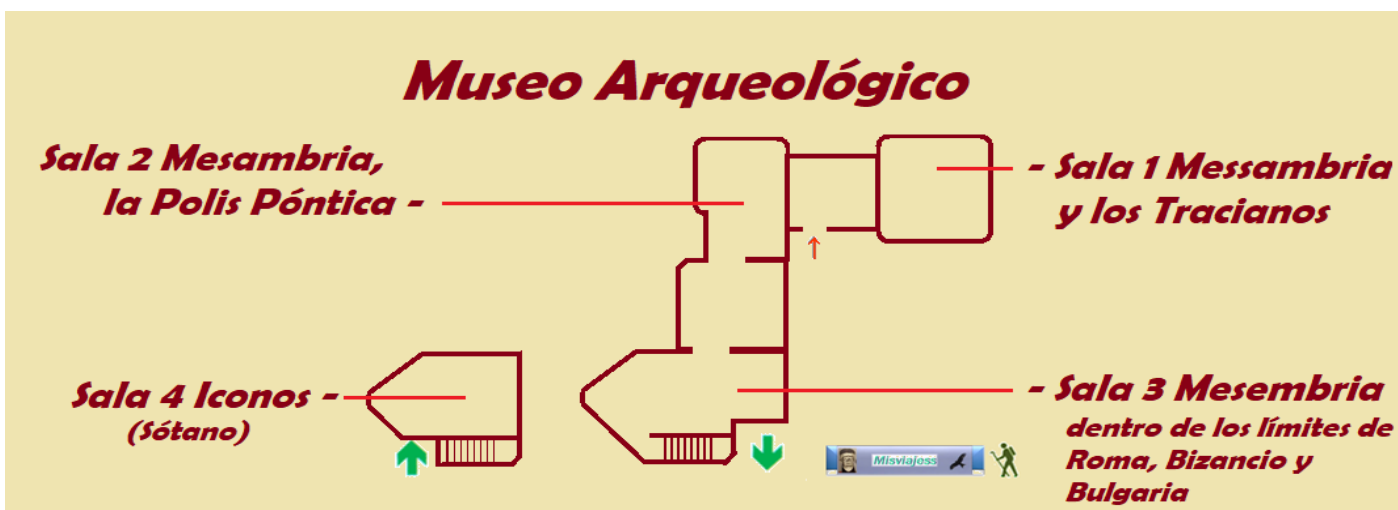 Museo Arqueológico
Sala 2 Mesambria,
la Polis Póntica -
- Sala 1 Messambria
y los Tracianos
Sala 4 Iconos -
(Sótano)
- Sala 3 Mesembria
dentro de los límites de
Roma, Bizancio y
Bulgaria
Misviajoss